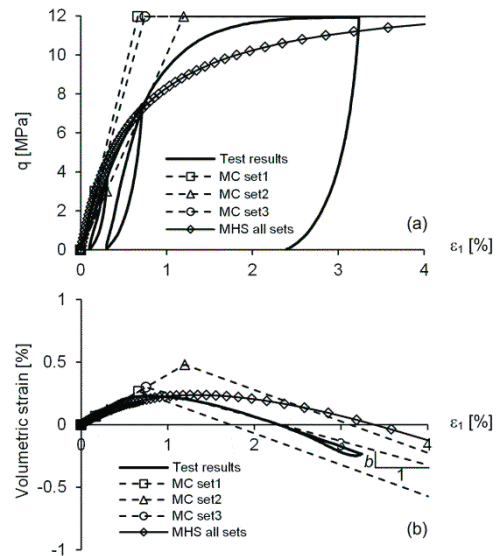 12
10
8
6
4
2
0
q [MPa]
Test results
MC set1
MC set2
MC set3
MHS all sets
(a)
0 1 2 3 4
ε₁ [%]
1
0.5
0
-0.5
-1
Volumetric strain [%]
0 1 2 3 4
ε₁ [%]
b
1
Test results
MC set1
MC set2
MC set3
MHS all sets
(b)